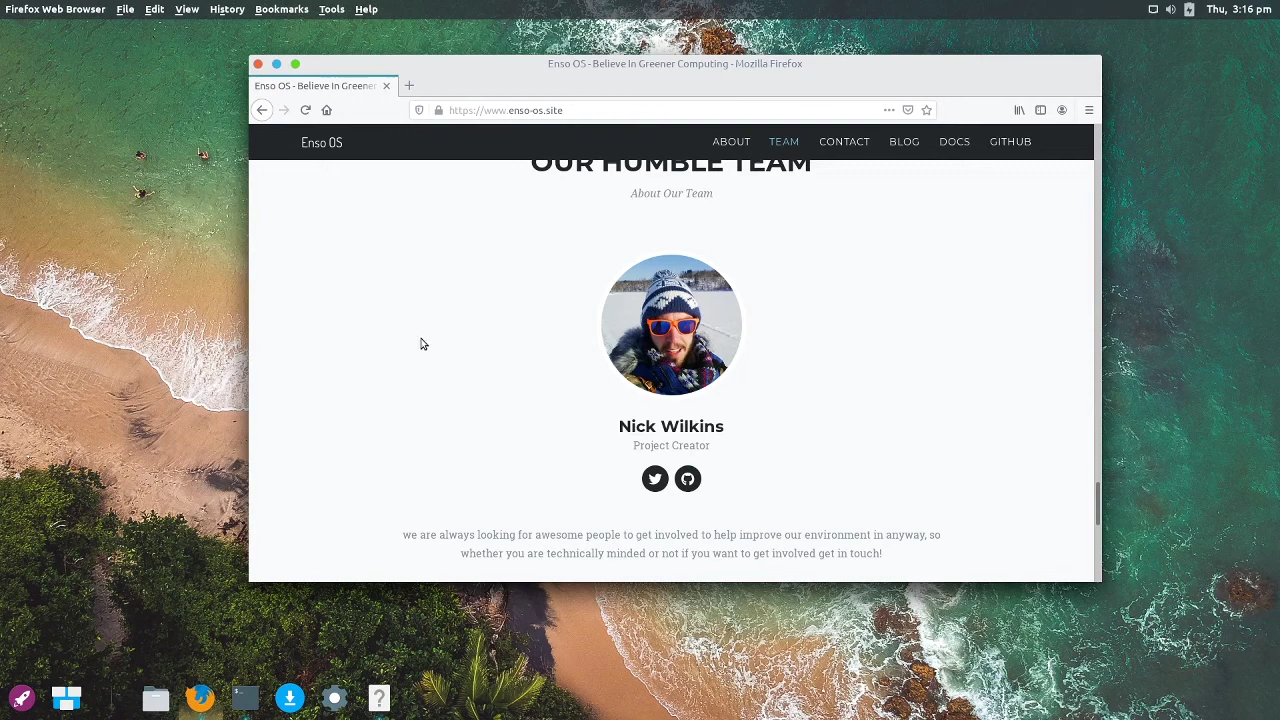 Firefox Web Browser File Edit View History Bookmarks Tools Help Thu, 3:16 pm
Enso OS - Believe In Greener Computing - Mozilla Firefox
Enso OS - Believe In Greener
https://www.enso-os.site
Enso OS ABOUT TEAM CONTACT BLOG DOCS GITHUB
OUR HUMBLE TEAM
About Our Team
Nick Wilkins
Project Creator
we are always looking for awesome people to get involved to help improve our environment in anyway, so
whether you are technically minded or not if you want to get involved get in touch!
$_
?